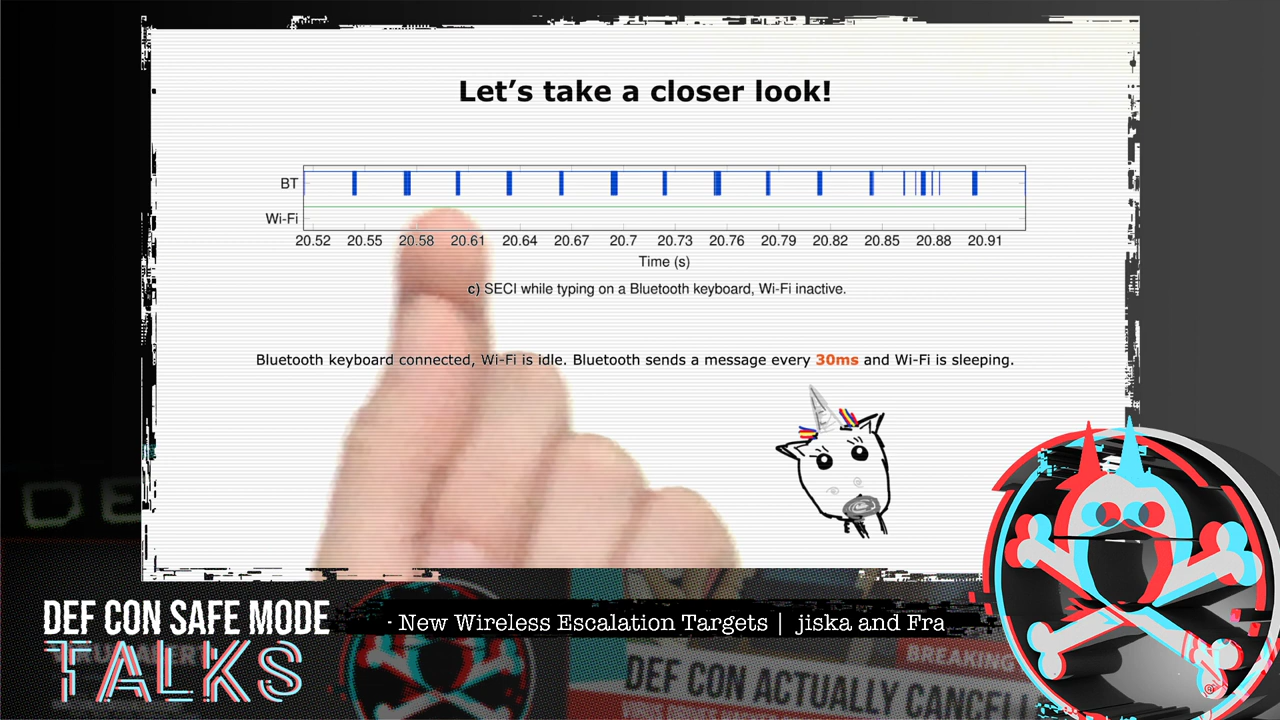 Let's take a closer look!
BT
Wi-Fi
20.52 20.55 20.58 20.61 20.64 20.67 20.7 20.73 20.76 20.79 20.82 20.85 20.88 20.91
Time (s)
c) SECI while typing on a Bluetooth keyboard, Wi-Fi inactive.
Bluetooth keyboard connected, Wi-Fi is idle. Bluetooth sends a message every 30ms and Wi-Fi is sleeping.
DE
DEF CON SAFE MODE
TALKS
· New Wireless Escalation Targets | jiska and Fra
BREAKING
DEF CON ACTUALLY CANCELL